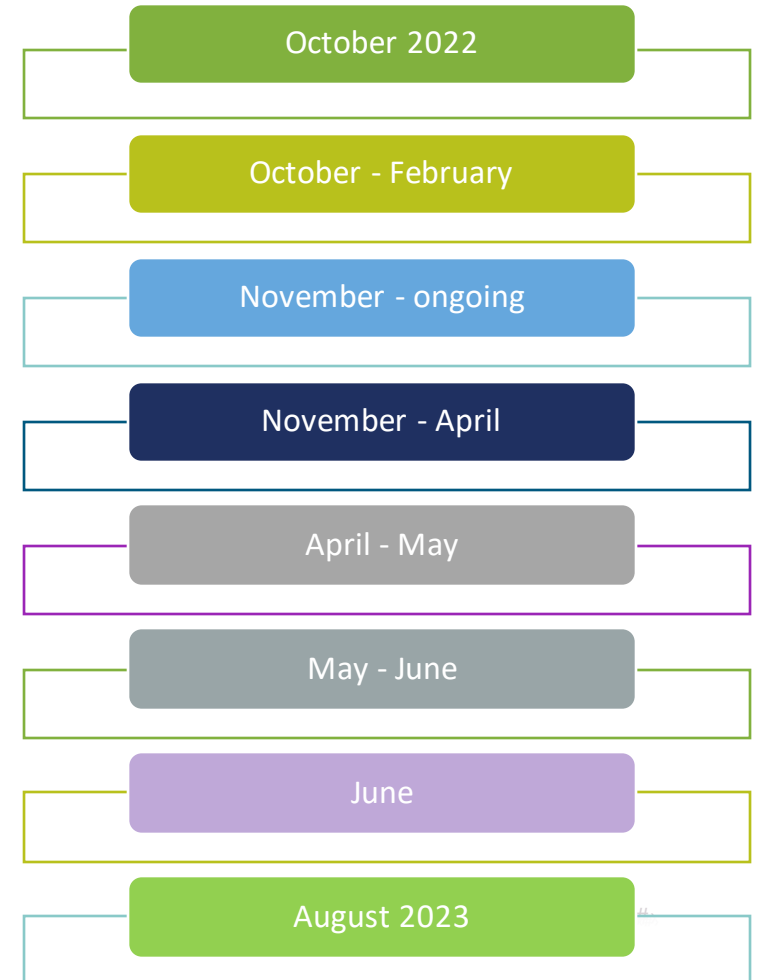 October 2022
October - February
November - ongoing
November - April
April - May
May - June
June
August 2023